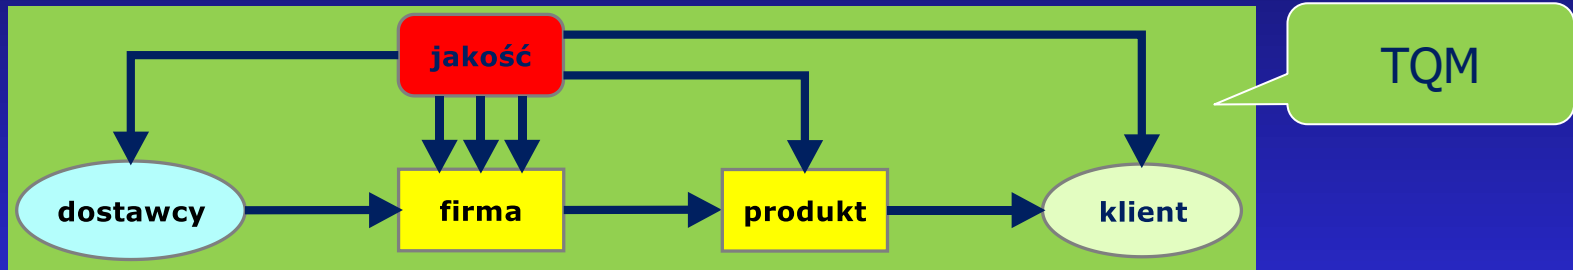 jakość
TQM
dostawcy
firma
produkt
klient